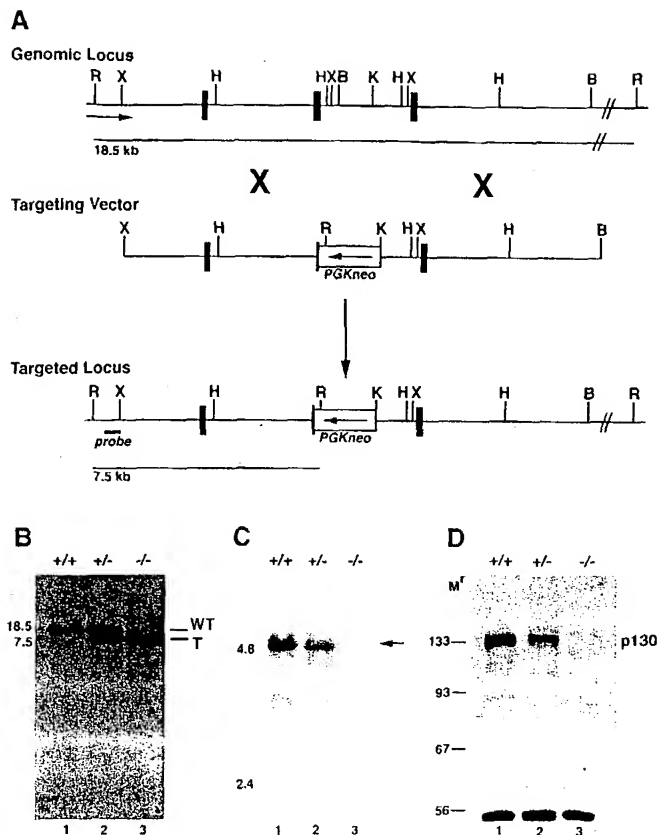 A
Genomic Locus
R X H H X B K H X H B R
18.5 kb
X X
Targeting Vector
X H R K H X H B
PGKneo
Targeted Locus
R X H R K H X H B R
probe
PGKneo
7.5 kb
B
+/+ +/- -/-
18.5
7.5
WT
T
1 2 3
C
+/+ +/- -/-
4.8
2.4
1 2 3
D
+/+ +/- -/-
Mr
133
p130
93
67
56
1 2 3